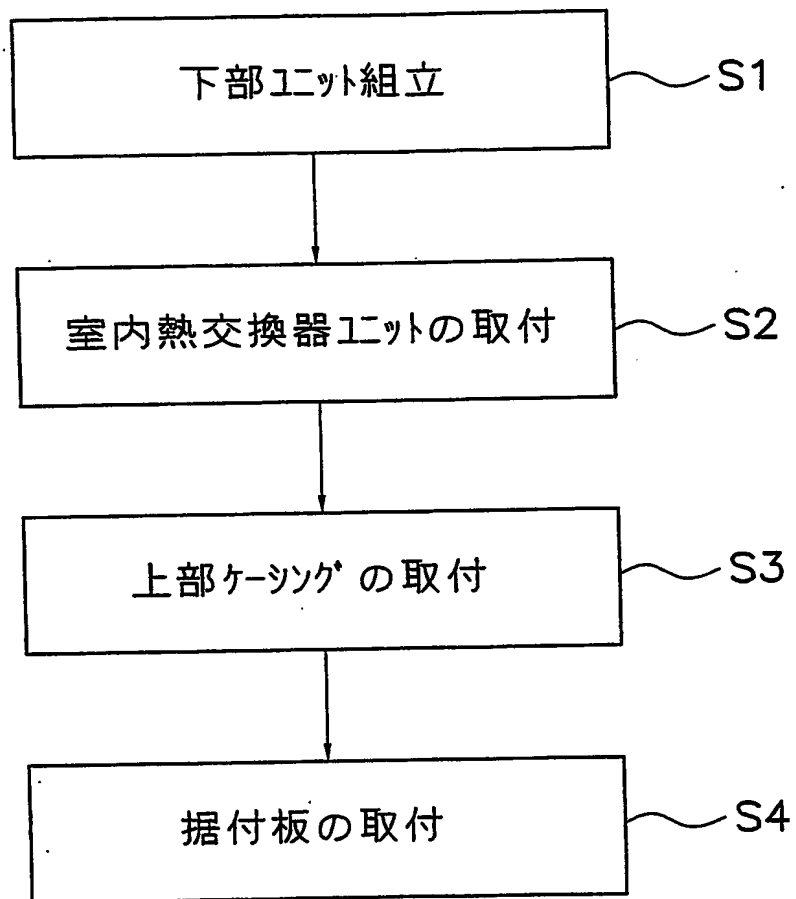 下部ユニット組立
S1
室内熱交換器ユニットの取付
S2
上部ケーシングの取付
S3
据付板の取付
S4